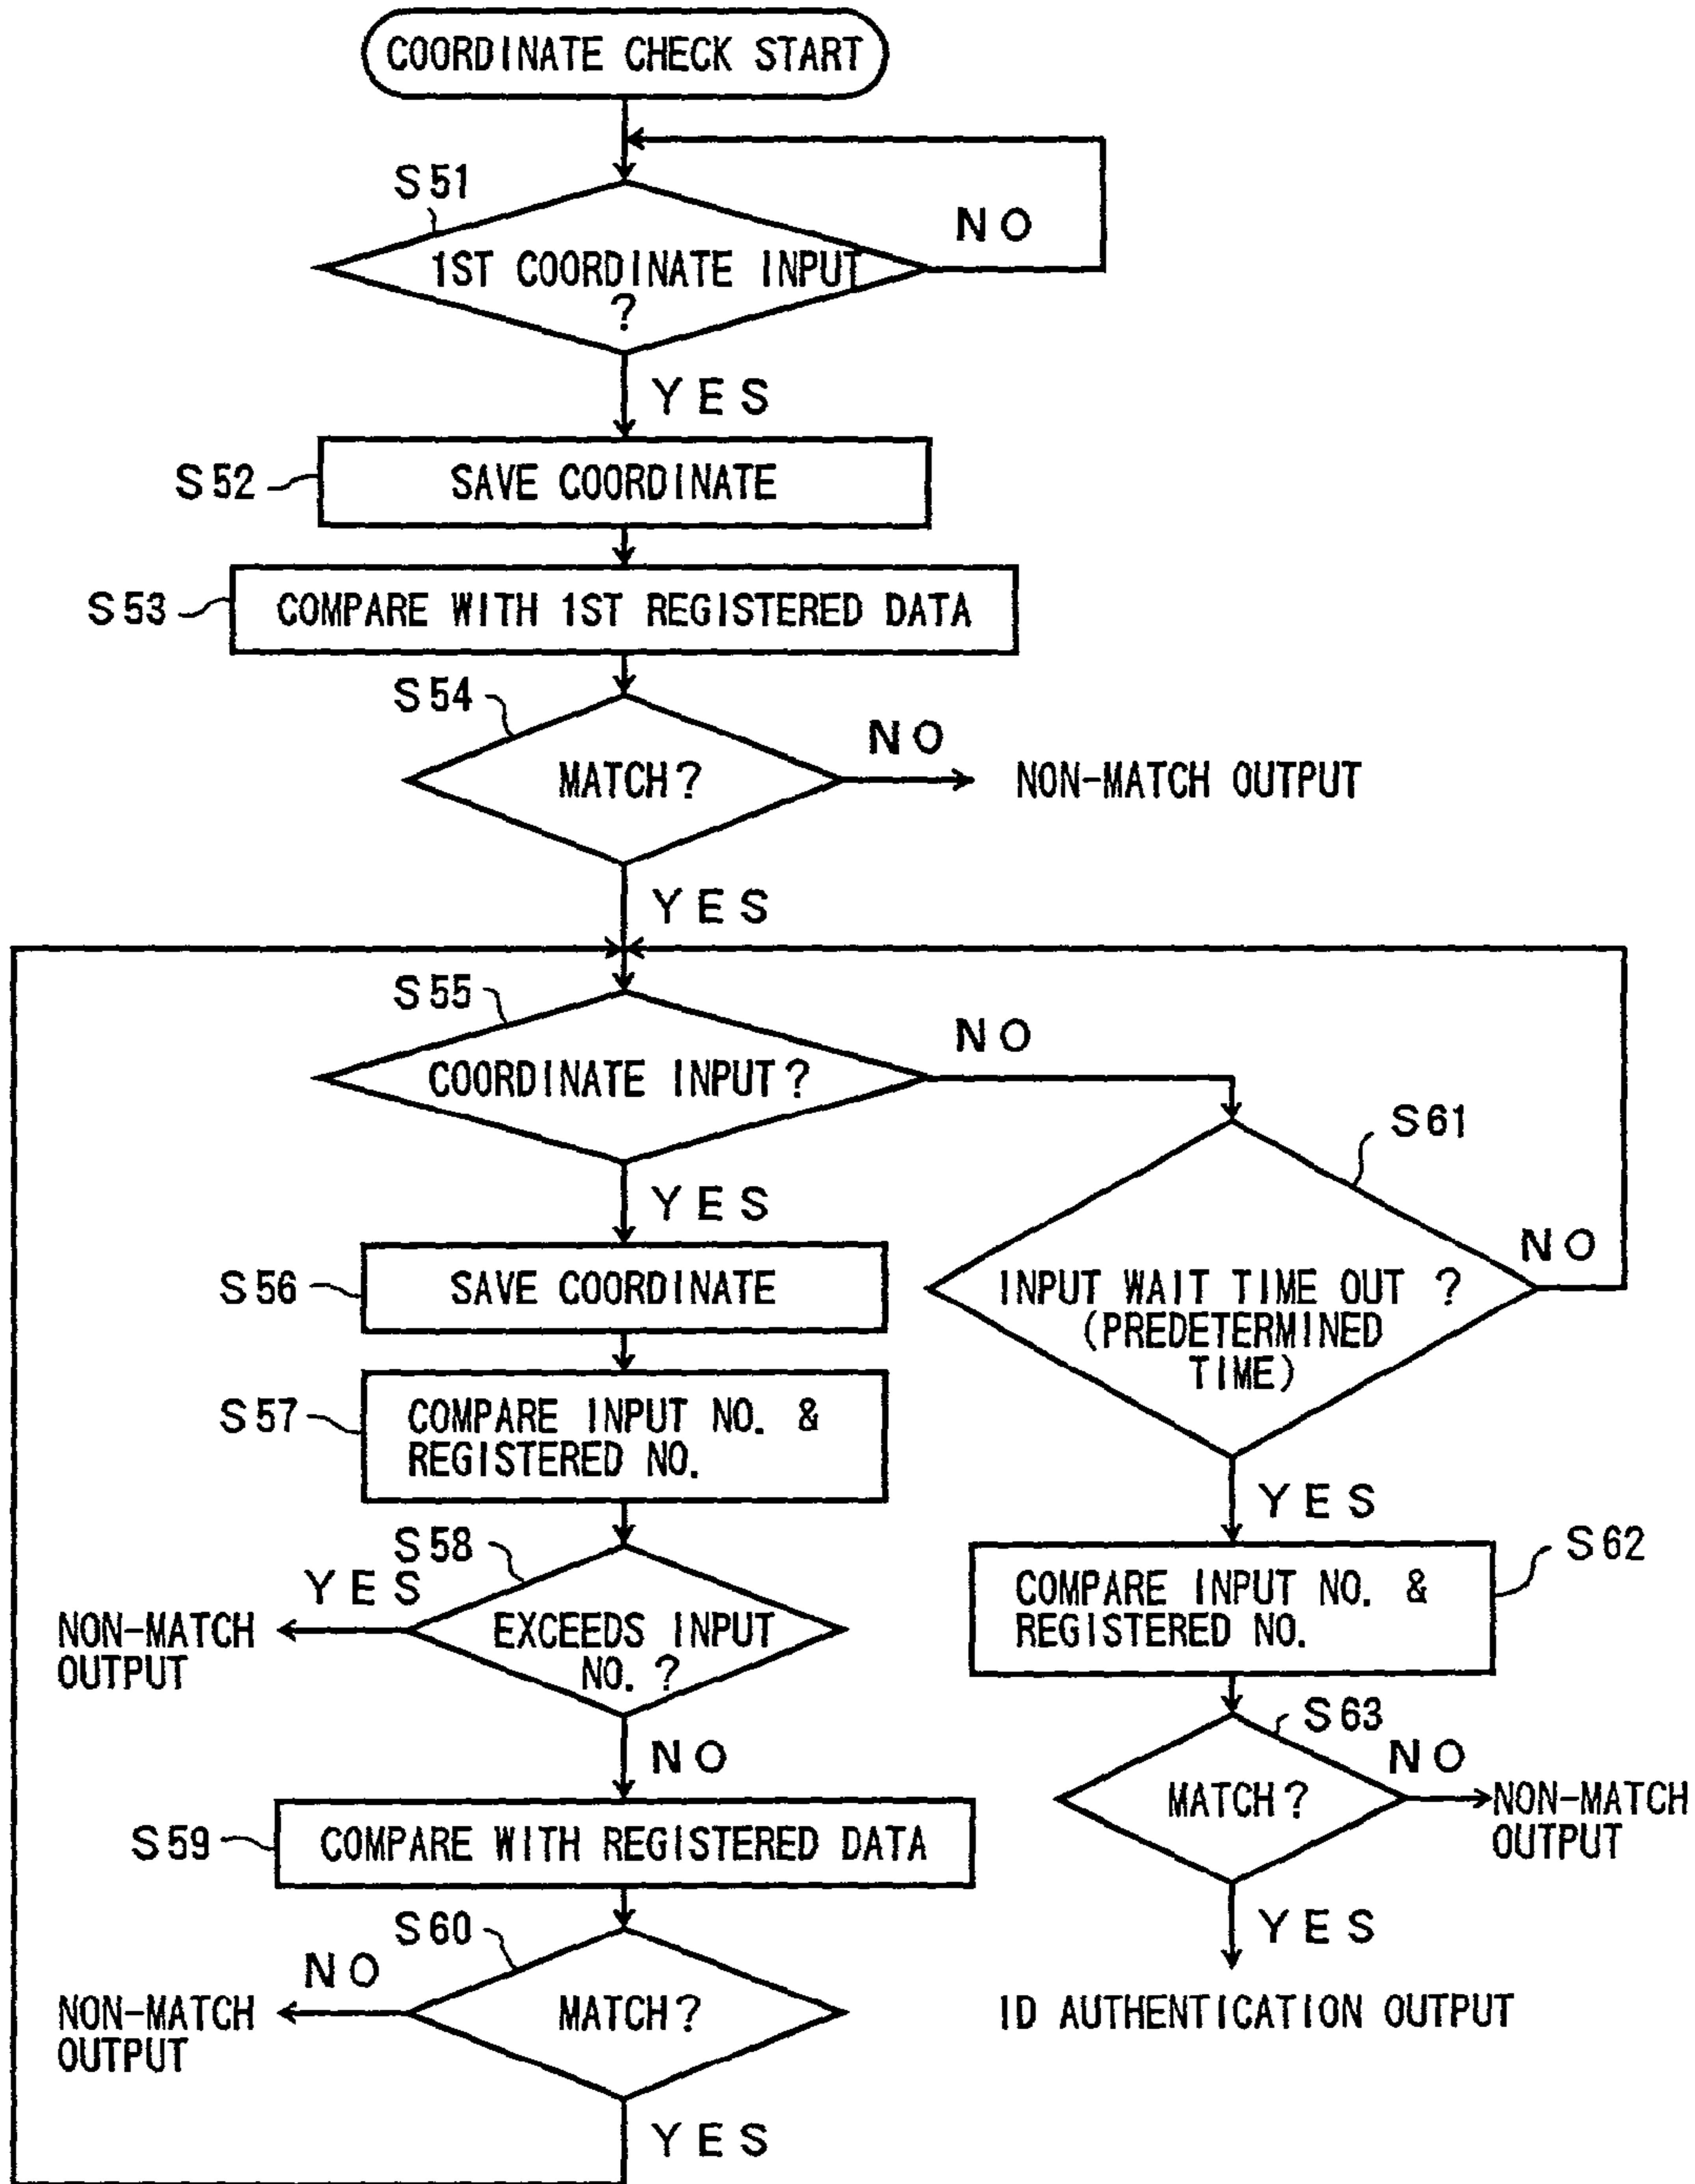 COORDINATE CHECK START
S51
NO
1ST COORDINATE INPUT
?
YES
S52
SAVE COORDINATE
S53
COMPARE WITH 1ST REGISTERED DATA
S54
NO
MATCH?
NON-MATCH OUTPUT
YES
S55
NO
COORDINATE INPUT?
S61
YES
NO
S56
SAVE COORDINATE
INPUT WAIT TIME OUT ?
(PREDETERMINED
TIME)
S57
COMPARE INPUT NO. &
REGISTERED NO.
YES
S58
YES
EXCEEDS INPUT
NO. ?
NON-MATCH
OUTPUT
S62
COMPARE INPUT NO. &
REGISTERED NO.
NO
S63
NO
MATCH?
NON-MATCH
OUTPUT
S59
COMPARE WITH REGISTERED DATA
YES
S60
NO
MATCH?
NON-MATCH
OUTPUT
ID AUTHENTICATION OUTPUT
YES